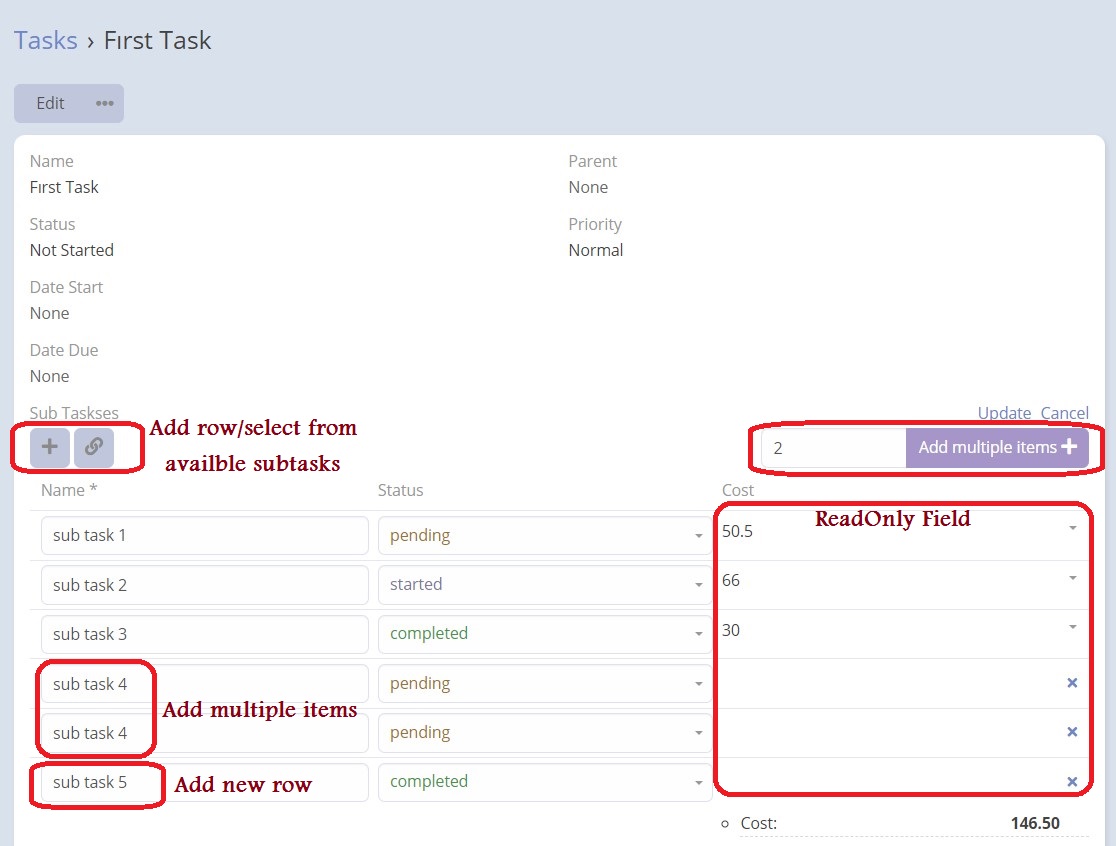 Tasks › First Task
Edit •••
Name
First Task
Parent
None
Status
Not Started
Priority
Normal
Date Start
None
Date Due
None
Sub Taskses
Update Cancel
Add row/select from
availble subtasks
2
Add multiple items
Name *
Status
Cost
ReadOnly Field
sub task 1
pending
50.5
sub task 2
started
66
sub task 3
completed
30
sub task 4
pending
Add multiple items
sub task 4
pending
sub task 5
Add new row
completed
Cost:
146.50